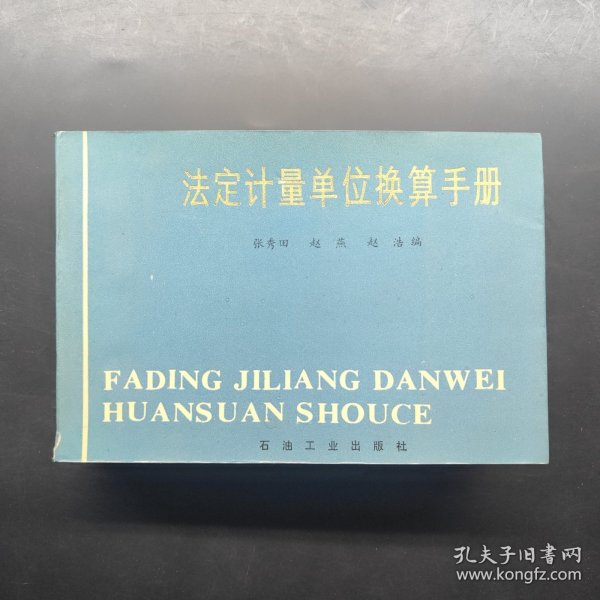 法定计量单位换算手册
张秀田 赵燕 赵浩编
FADING JILIANG DANWEI
HUANSUAN SHOUCE
石油工业出版社
孔夫子旧书网
www.kongfz.com